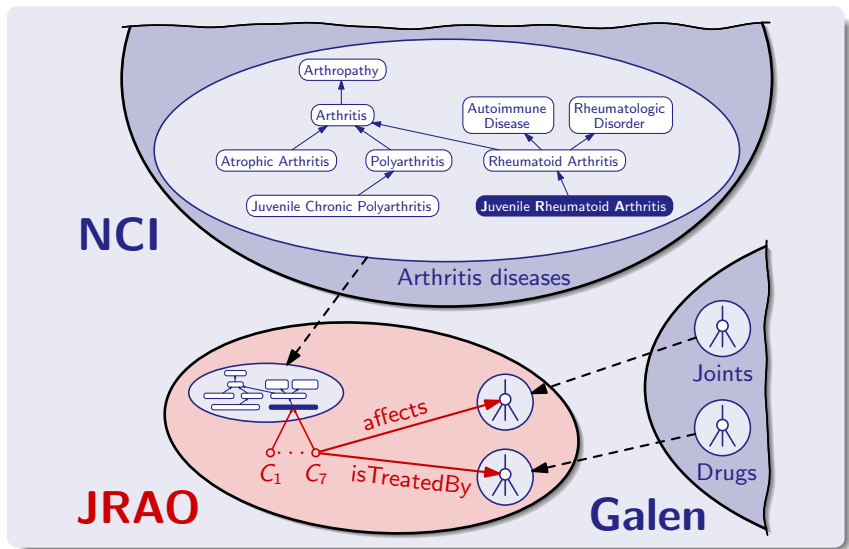 Arthropathy
Arthritis
Autoimmune
Disease
Rheumatologic
Disorder
Atrophic Arthritis
Polyarthritis
Rheumatoid Arthritis
Juvenile Chronic Polyarthritis
Juvenile Rheumatoid Arthritis
NCI
Arthritis diseases
Joints
affects
C1 · · · C7
isTreatedBy
Drugs
JRAO
Galen